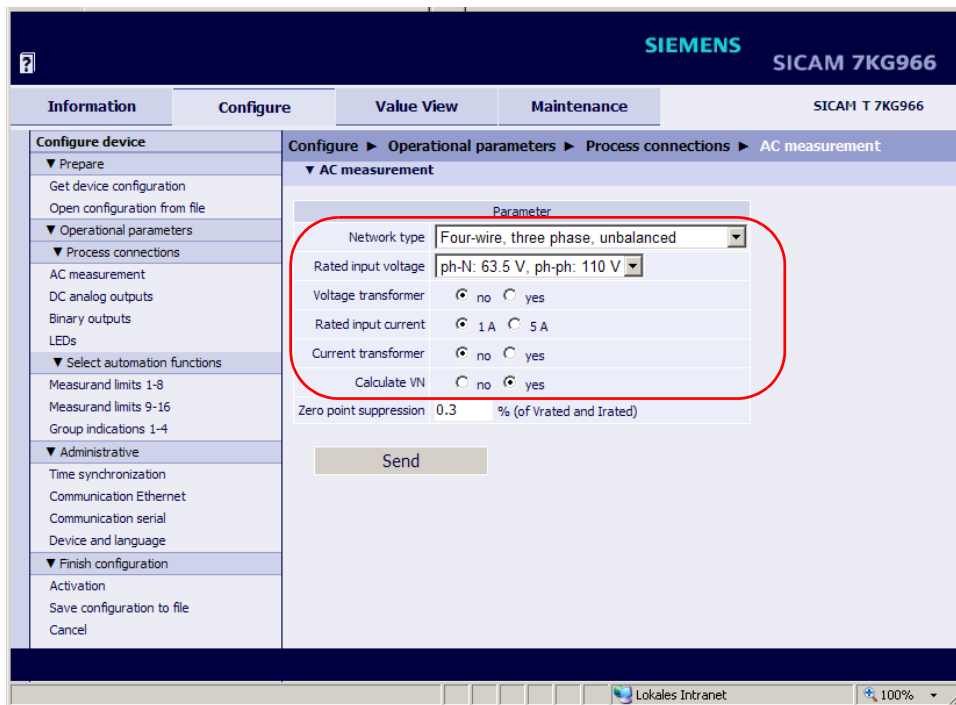 SIEMENS
?
SICAM 7KG966
Information Configure Value View Maintenance SICAM T 7KG966
Configure device
▼ Prepare
Get device configuration
Open configuration from file
▼ Operational parameters
▼ Process connections
AC measurement
DC analog outputs
Binary outputs
LEDs
▼ Select automation functions
Measurand limits 1-8
Measurand limits 9-16
Group indications 1-4
▼ Administrative
Time synchronization
Communication Ethernet
Communication serial
Device and language
▼ Finish configuration
Activation
Save configuration to file
Cancel
Configure ► Operational parameters ► Process connections ► AC measurement
▼ AC measurement
Parameter
Network type Four-wire, three phase, unbalanced
Rated input voltage ph-N: 63.5 V, ph-ph: 110 V
Voltage transformer no yes
Rated input current 1 A 5 A
Current transformer no yes
Calculate VN no yes
Zero point suppression 0.3 % (of Vrated and Irated)
Send
Lokales Intranet 100%